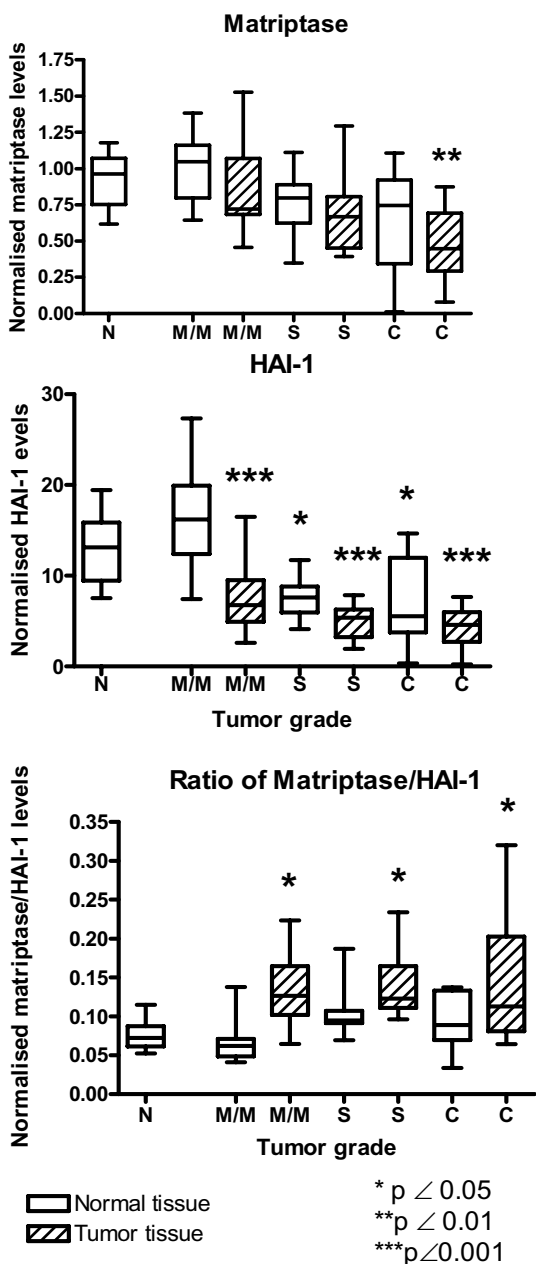 Matriptase
Normalised matriptase levels
1.75
1.50
1.25
1.00
0.75
0.50
0.25
0.00
**
N M/M M/M S S C C
HAI-1
Normalised HAI-1 evels
30
20
10
0
*** * *** * ***
N M/M M/M S S C C
Tumor grade
Ratio of Matriptase/HAI-1
Normalised matriptase/HAI-1 levels
0.35
0.30
0.25
0.20
0.15
0.10
0.05
0.00
* * *
N M/M M/M S S C C
Tumor grade
Normal tissue
Tumor tissue
* p ∠ 0.05
**p ∠ 0.01
***p∠0.001